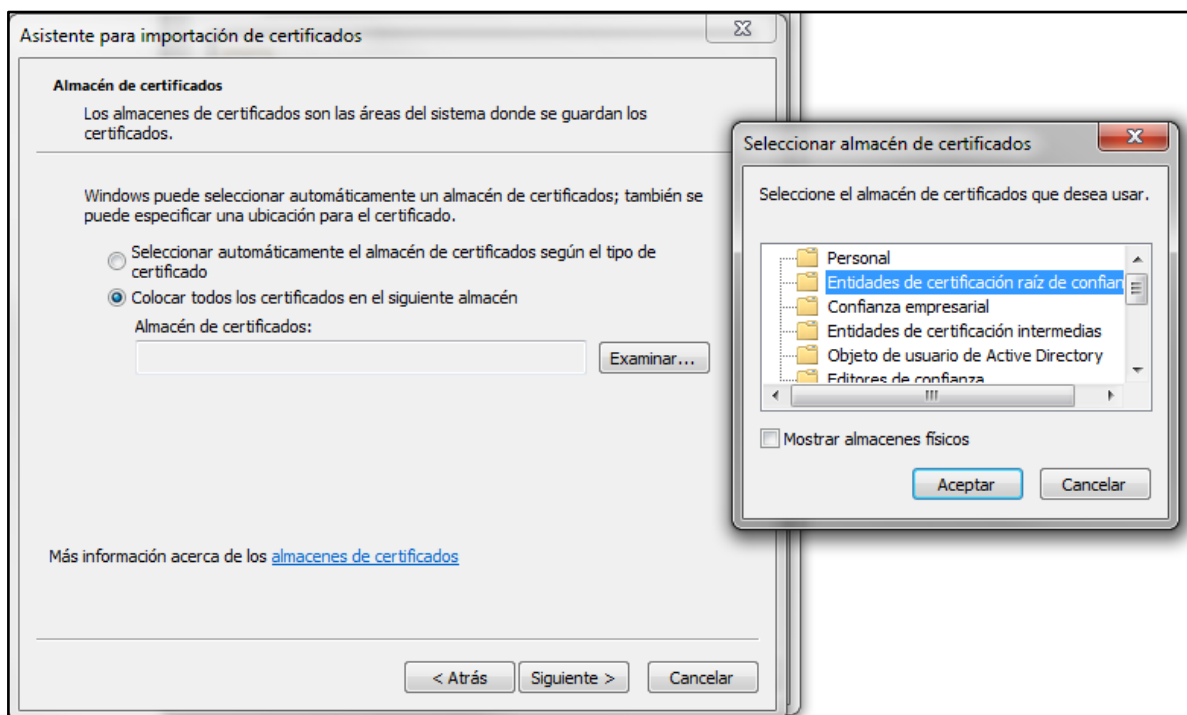 Asistente para importación de certificados
Almacén de certificados
Los almacenes de certificados son las áreas del sistema donde se guardan los
certificados.
Windows puede seleccionar automáticamente un almacén de certificados; también se
puede especificar una ubicación para el certificado.
Seleccionar automáticamente el almacén de certificados según el tipo de
certificado
Colocar todos los certificados en el siguiente almacén
Almacén de certificados:
Examinar...
Más información acerca de los almacenes de certificados
< Atrás
Siguiente >
Cancelar
Seleccionar almacén de certificados
Seleccione el almacén de certificados que desea usar.
Personal
Entidades de certificación raíz de confian
Confianza empresarial
Entidades de certificación intermedias
Objeto de usuario de Active Directory
Editores de confianza
Mostrar almacenes físicos
Aceptar
Cancelar